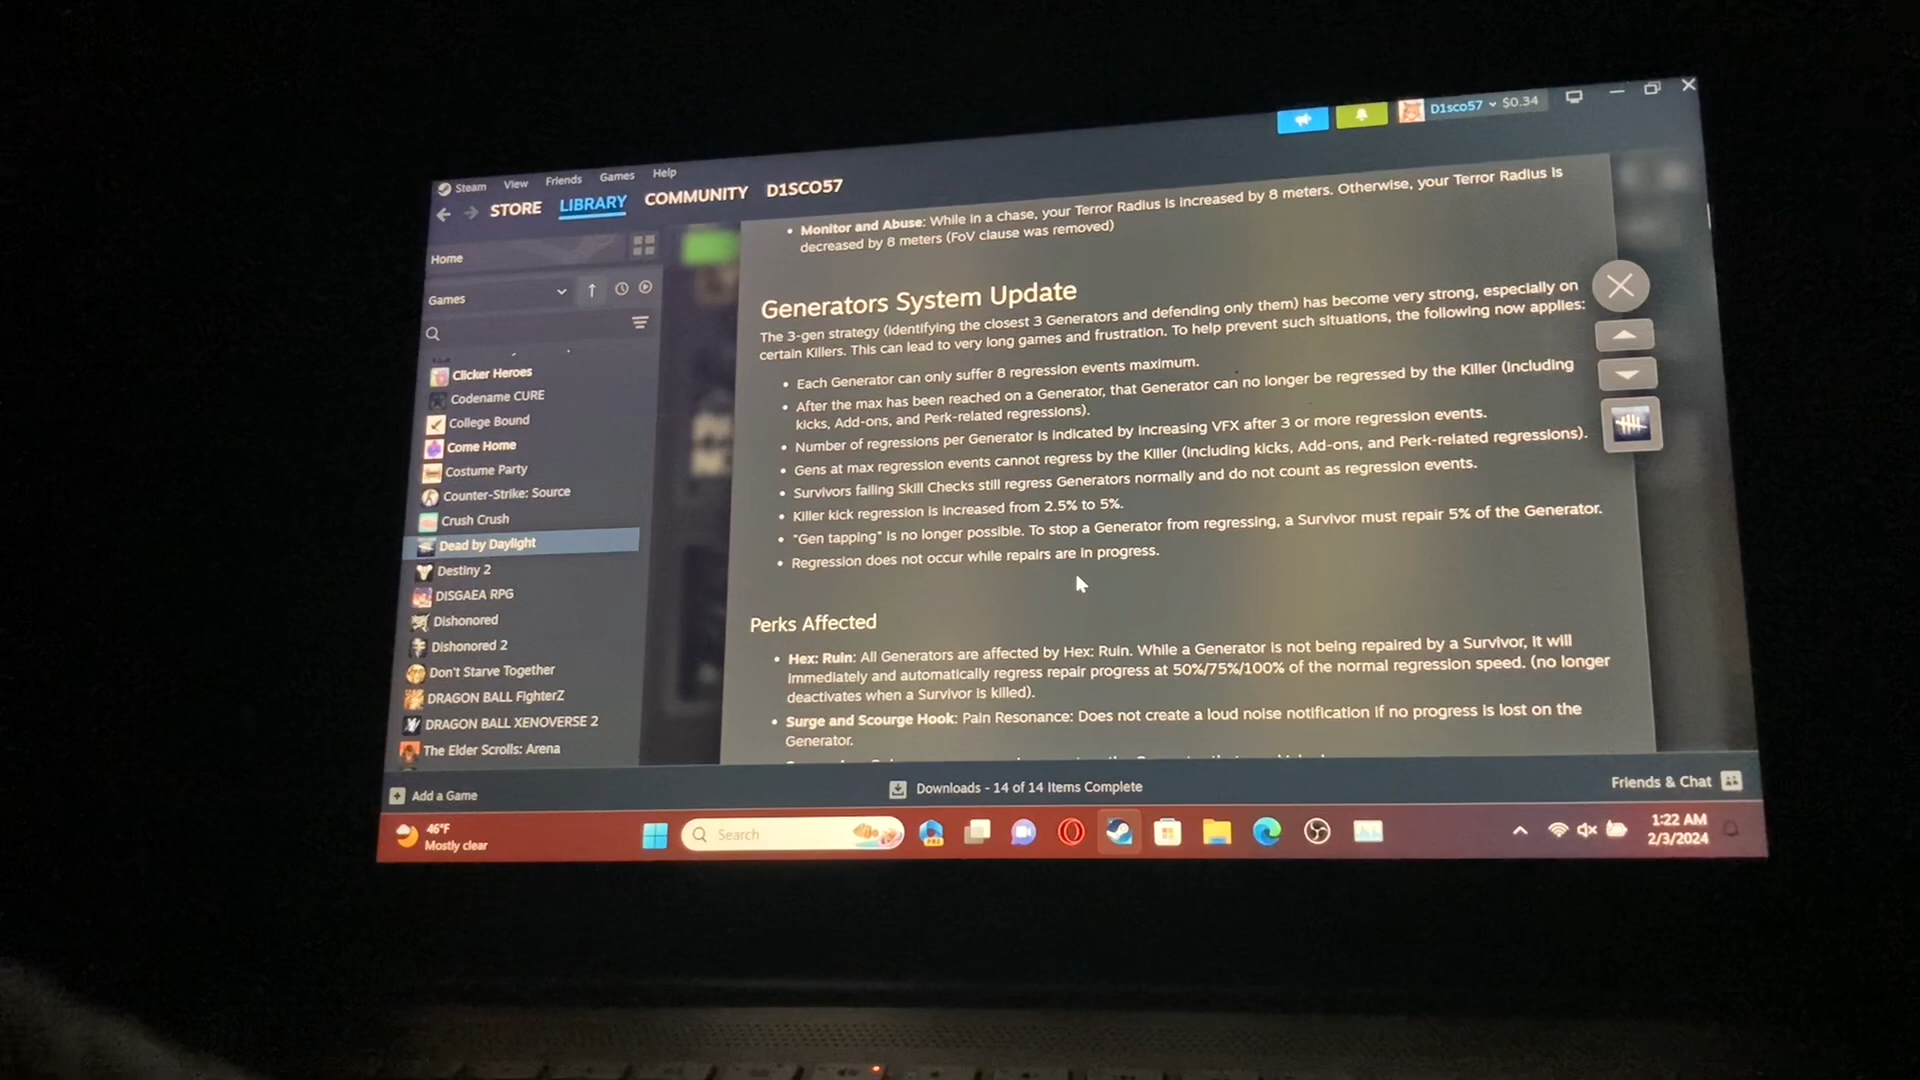 D1sco57 $0.34
Steam View Friends Games Help
STORE LIBRARY COMMUNITY D1SCO57
Home
Games
Clicker Heroes
Codename CURE
College Bound
Come Home
Costume Party
Counter-Strike: Source
Crush Crush
Dead by Daylight
Destiny 2
DISGAEA RPG
Dishonored
Dishonored 2
Don't Starve Together
DRAGON BALL FighterZ
DRAGON BALL XENOVERSE 2
The Elder Scrolls: Arena
Add a Game
• Monitor and Abuse: While in a chase, your Terror Radius is increased by 8 meters. Otherwise, your Terror Radius is
decreased by 8 meters (FoV clause was removed)
Generators System Update
The 3-gen strategy (identifying the closest 3 Generators and defending only them) has become very strong, especially on
certain Killers. This can lead to very long games and frustration. To help prevent such situations, the following now applies:
• Each Generator can only suffer 8 regression events maximum.
• After the max has been reached on a Generator, that Generator can no longer be regressed by the Killer (including
kicks, Add-ons, and Perk-related regressions).
• Number of regressions per Generator is indicated by increasing VFX after 3 or more regression events.
• Gens at max regression events cannot regress by the Killer (including kicks, Add-ons, and Perk-related regressions).
• Survivors failing Skill Checks still regress Generators normally and do not count as regression events.
• Killer kick regression is increased from 2.5% to 5%.
• "Gen tapping" is no longer possible. To stop a Generator from regressing, a Survivor must repair 5% of the Generator.
• Regression does not occur while repairs are in progress.
Perks Affected
• Hex: Ruin: All Generators are affected by Hex: Ruin. While a Generator is not being repaired by a Survivor, it will
immediately and automatically regress repair progress at 50%/75%/100% of the normal regression speed. (no longer
deactivates when a Survivor is killed).
• Surge and Scourge Hook: Pain Resonance: Does not create a loud noise notification if no progress is lost on the
Generator.
Downloads - 14 of 14 Items Complete
Friends & Chat
46°F
Mostly clear
Search
1:22 AM
2/3/2024